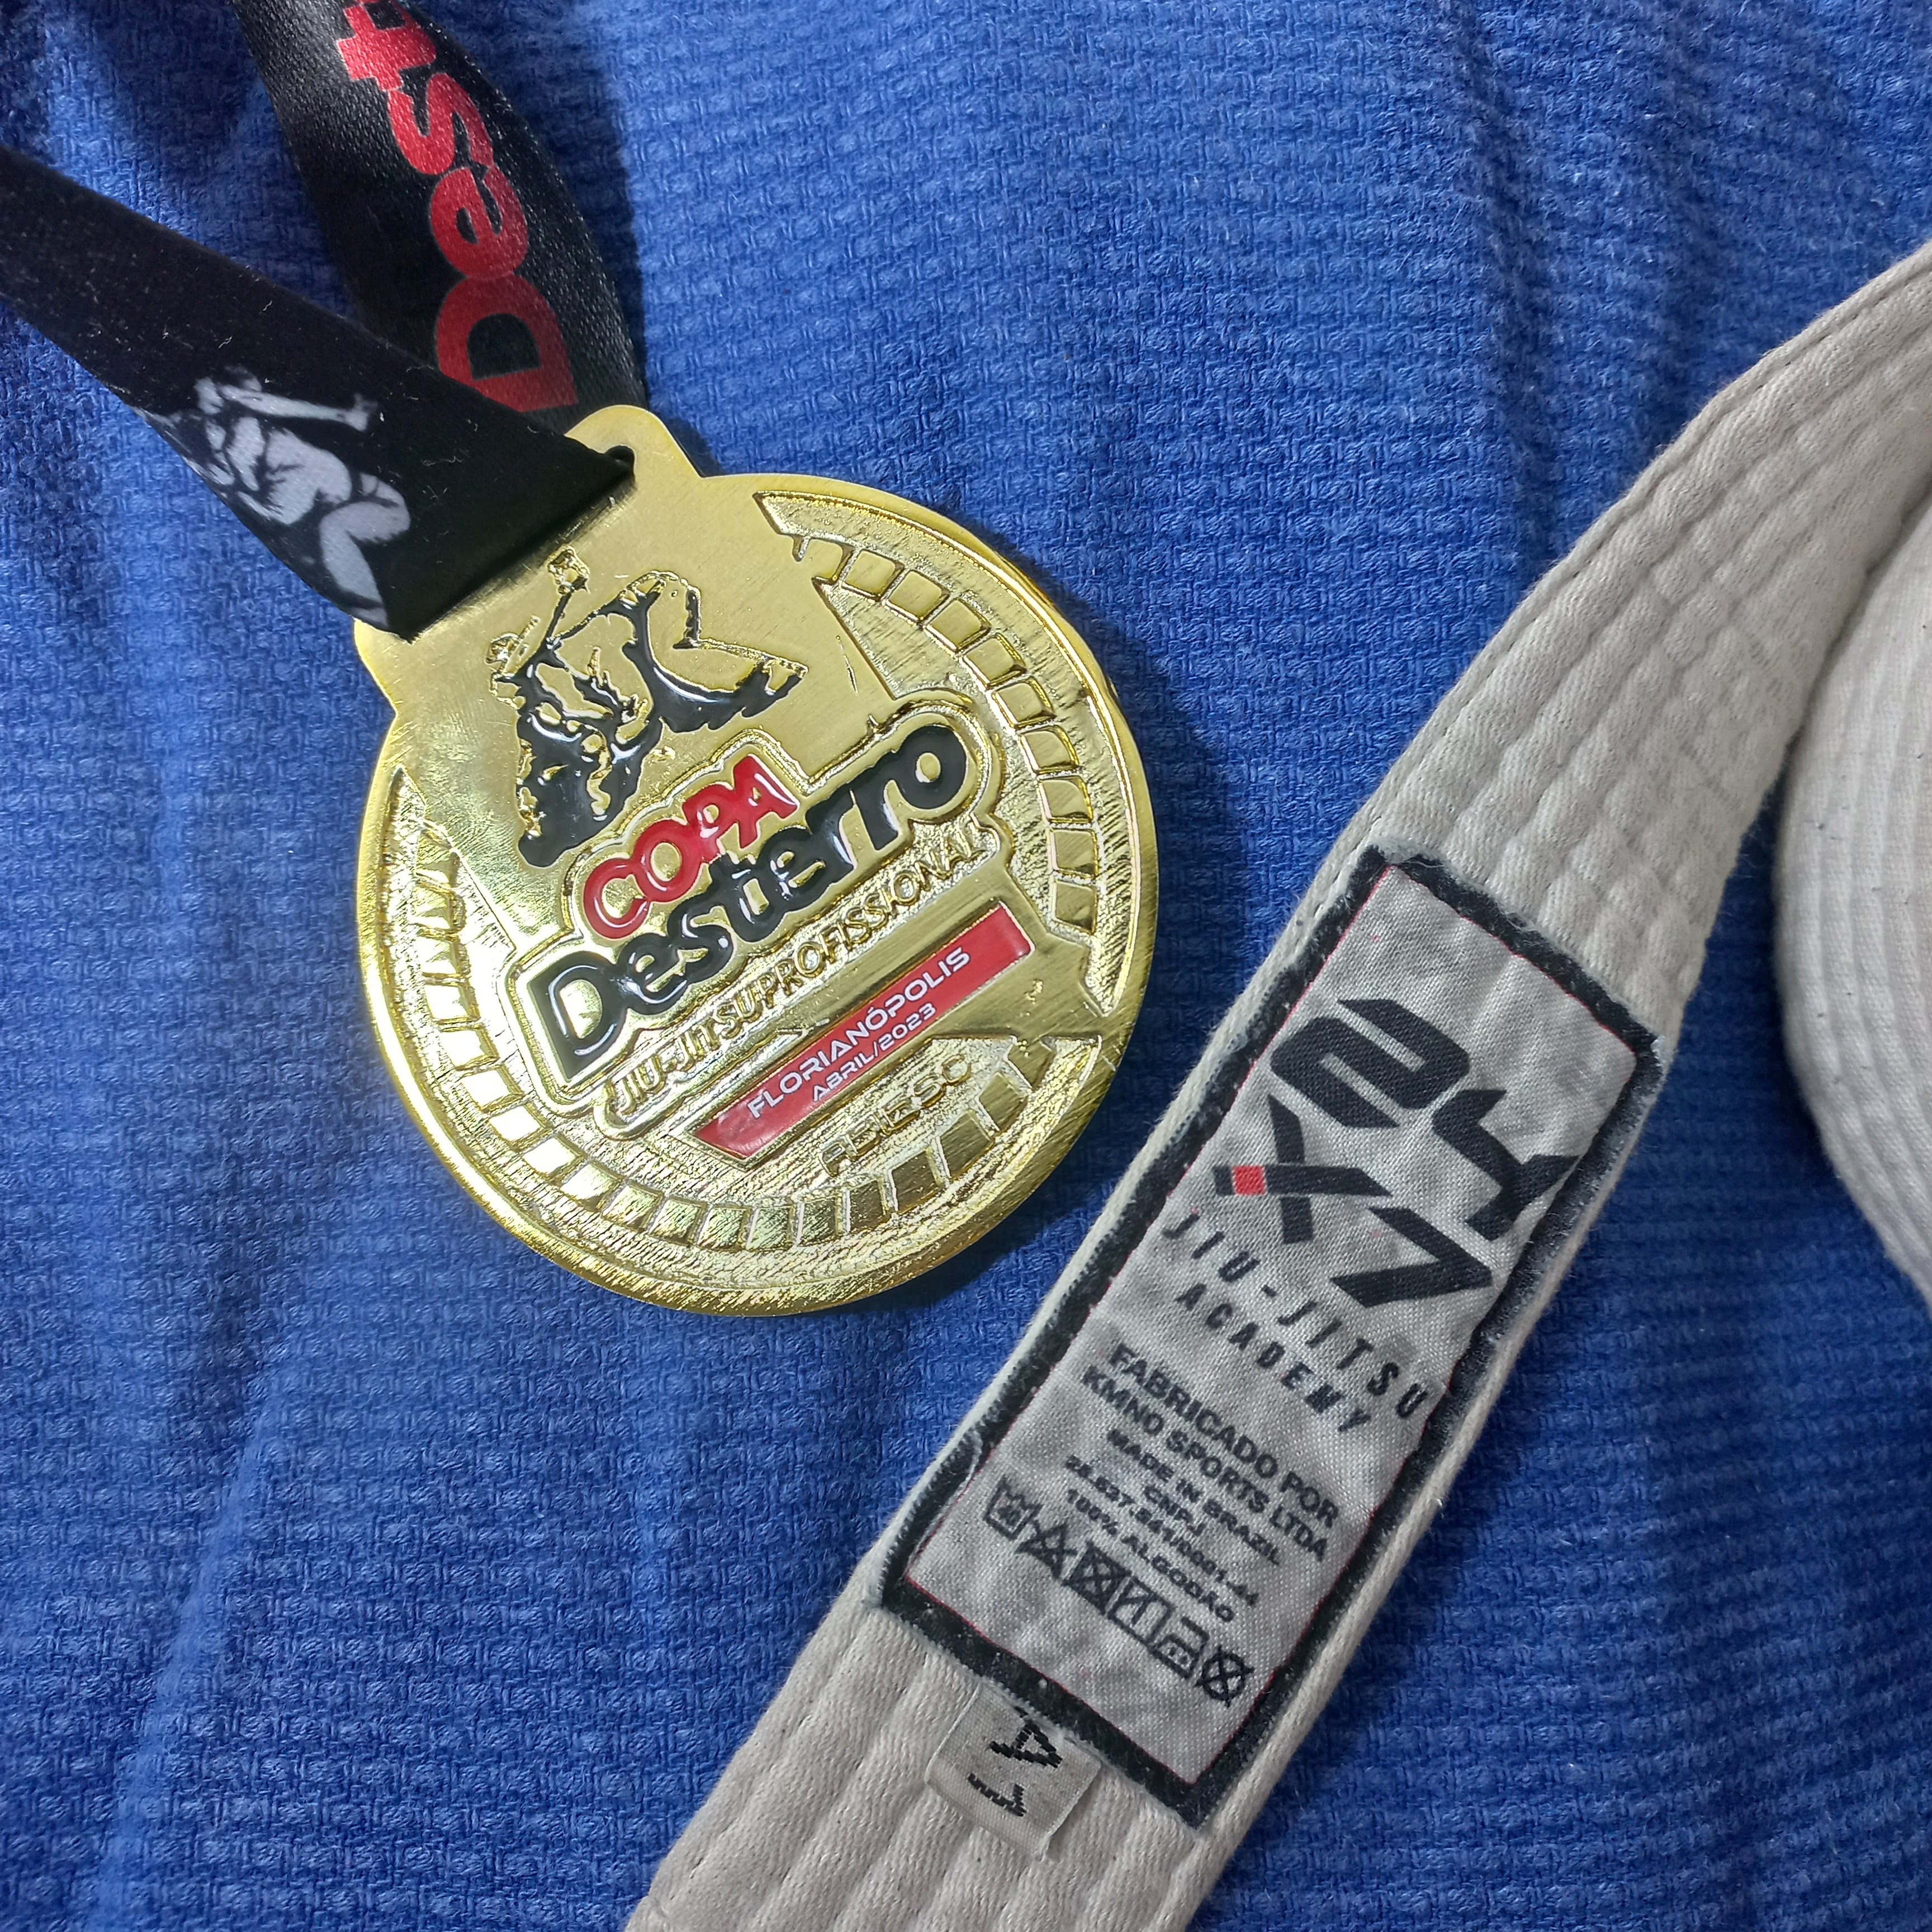 Dest
COPA
Desterro
JIU-JITSU PROFISSIONAL
FLORIANÓPOLIS
ABRIL/2023
24
X7
JIU-JITSU
ACADEMY
FABRICADO POR
KMNO SPORTS LTDA
MADE IN BRAZIL
CNPJ
100% ALGODÃO